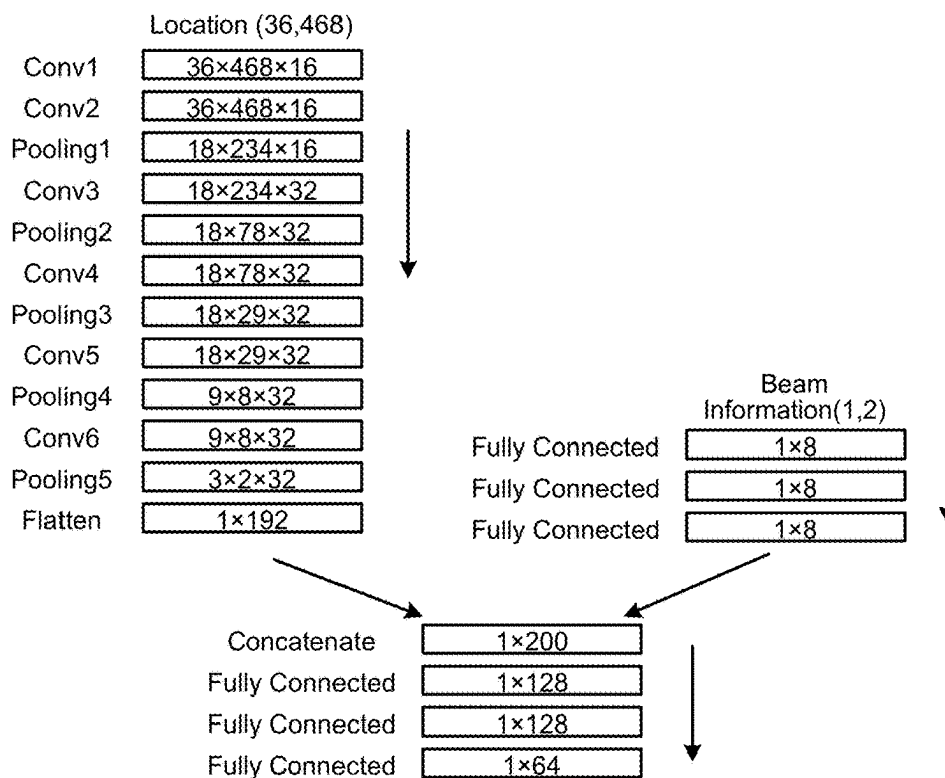 Location (36,468)
Conv1 36×468×16
Conv2 36×468×16
Pooling1 18×234×16
Conv3 18×234×32
Pooling2 18×78×32
Conv4 18×78×32
Pooling3 18×29×32
Conv5 18×29×32
Pooling4 9×8×32
Conv6 9×8×32
Pooling5 3×2×32
Flatten 1×192
Beam
Information(1,2)
Fully Connected 1×8
Fully Connected 1×8
Fully Connected 1×8
Concatenate 1×200
Fully Connected 1×128
Fully Connected 1×128
Fully Connected 1×64